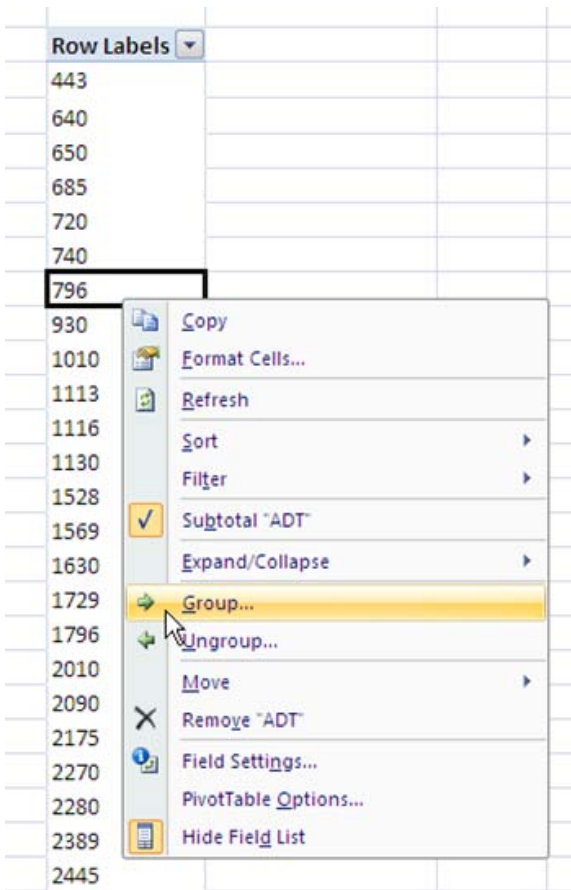 Row Labels
443
640
650
685
720
740
796
930
1010
1113
1116
1130
1528
1569
1630
1729
1796
2010
2090
2175
2270
2280
2389
2445
Copy
Format Cells...
Refresh
Sort
Filter
Subtotal "ADT"
Expand/Collapse
Group...
Ungroup...
Move
Remove "ADT"
Field Settings...
PivotTable Options...
Hide Field List